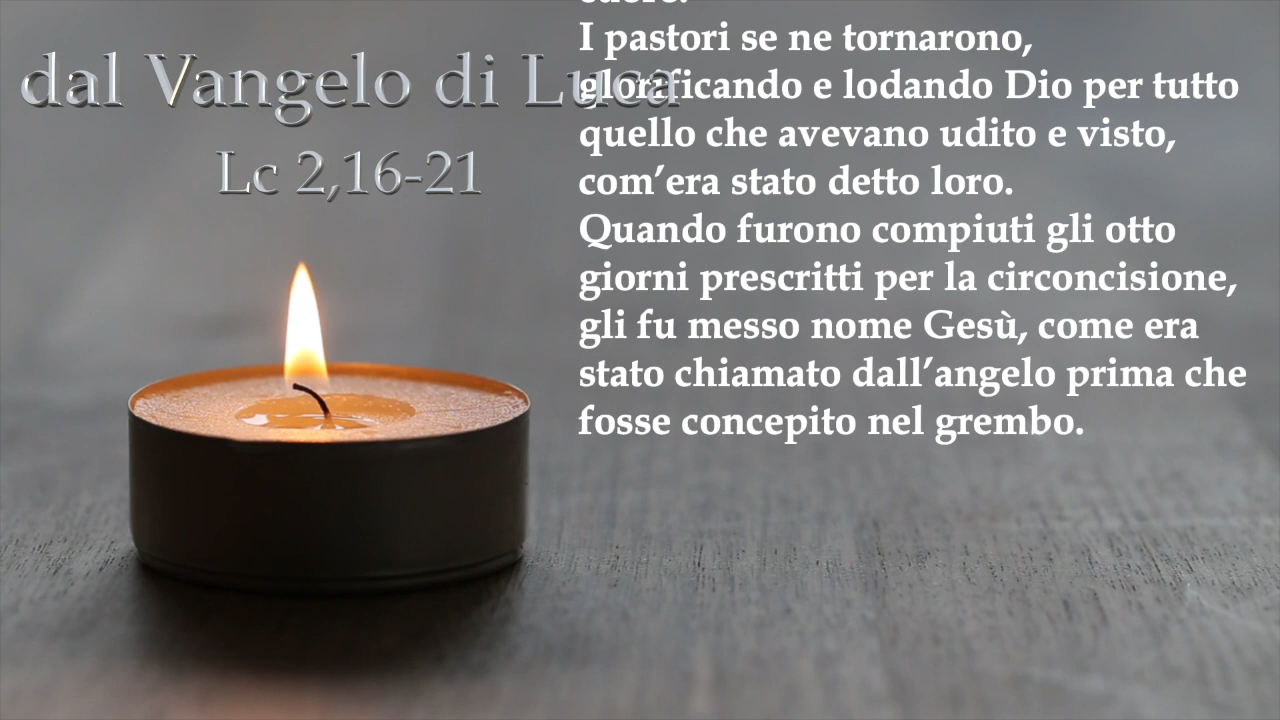 dal Vangelo di Luca
Lc 2,16-21
cuore.
I pastori se ne tornarono,
glorificando e lodando Dio per tutto
quello che avevano udito e visto,
com’era stato detto loro.
Quando furono compiuti gli otto
giorni prescritti per la circoncisione,
gli fu messo nome Gesù, come era
stato chiamato dall’angelo prima che
fosse concepito nel grembo.